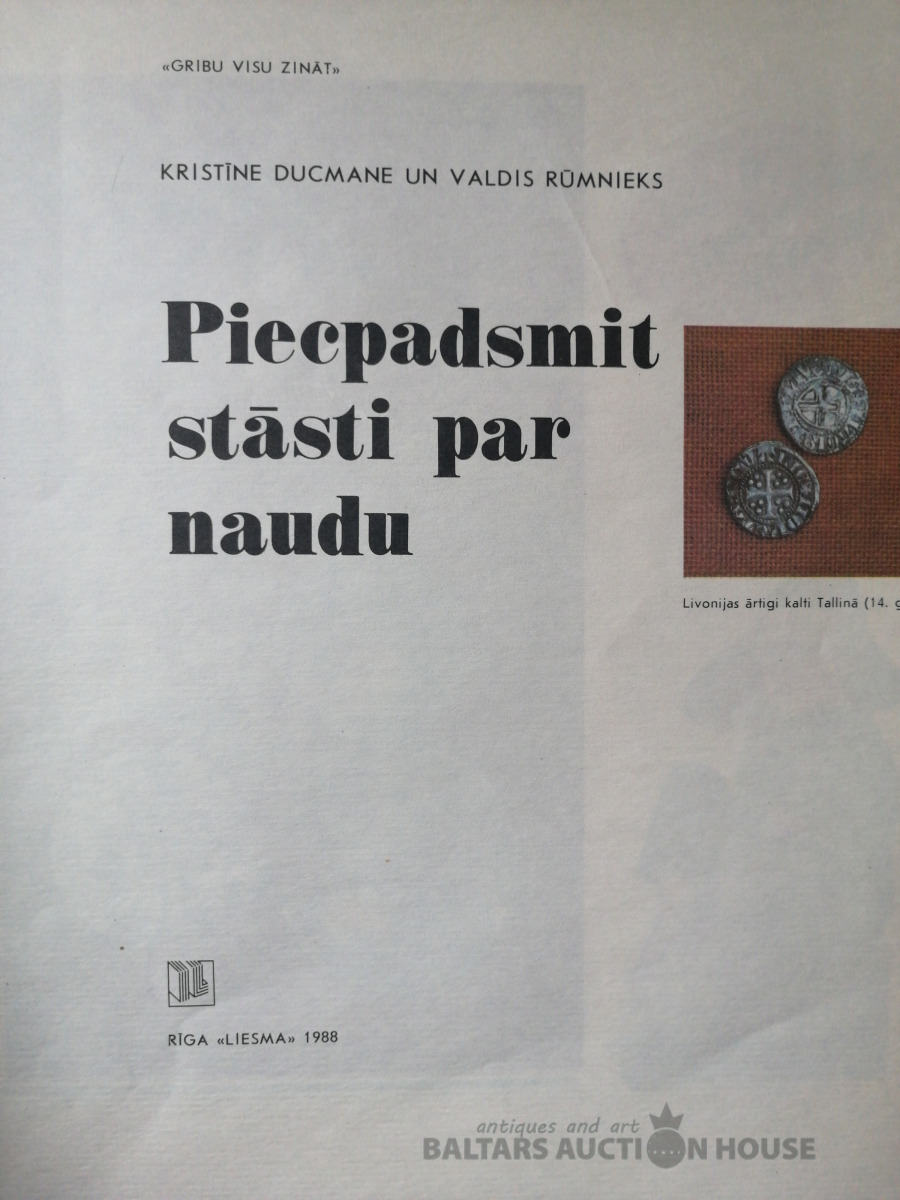 «GRIBU VISU ZINĀT»
KRISTĪNE DUCMANE UN VALDIS RŪMNIEKS
Piecpadsmit
stāsti par
naudu
Livonijas ārtigi kalti Tallinā (14. g
RĪGA «LIESMA» 1988
antiques and art
BALTARS AUCTION HOUSE